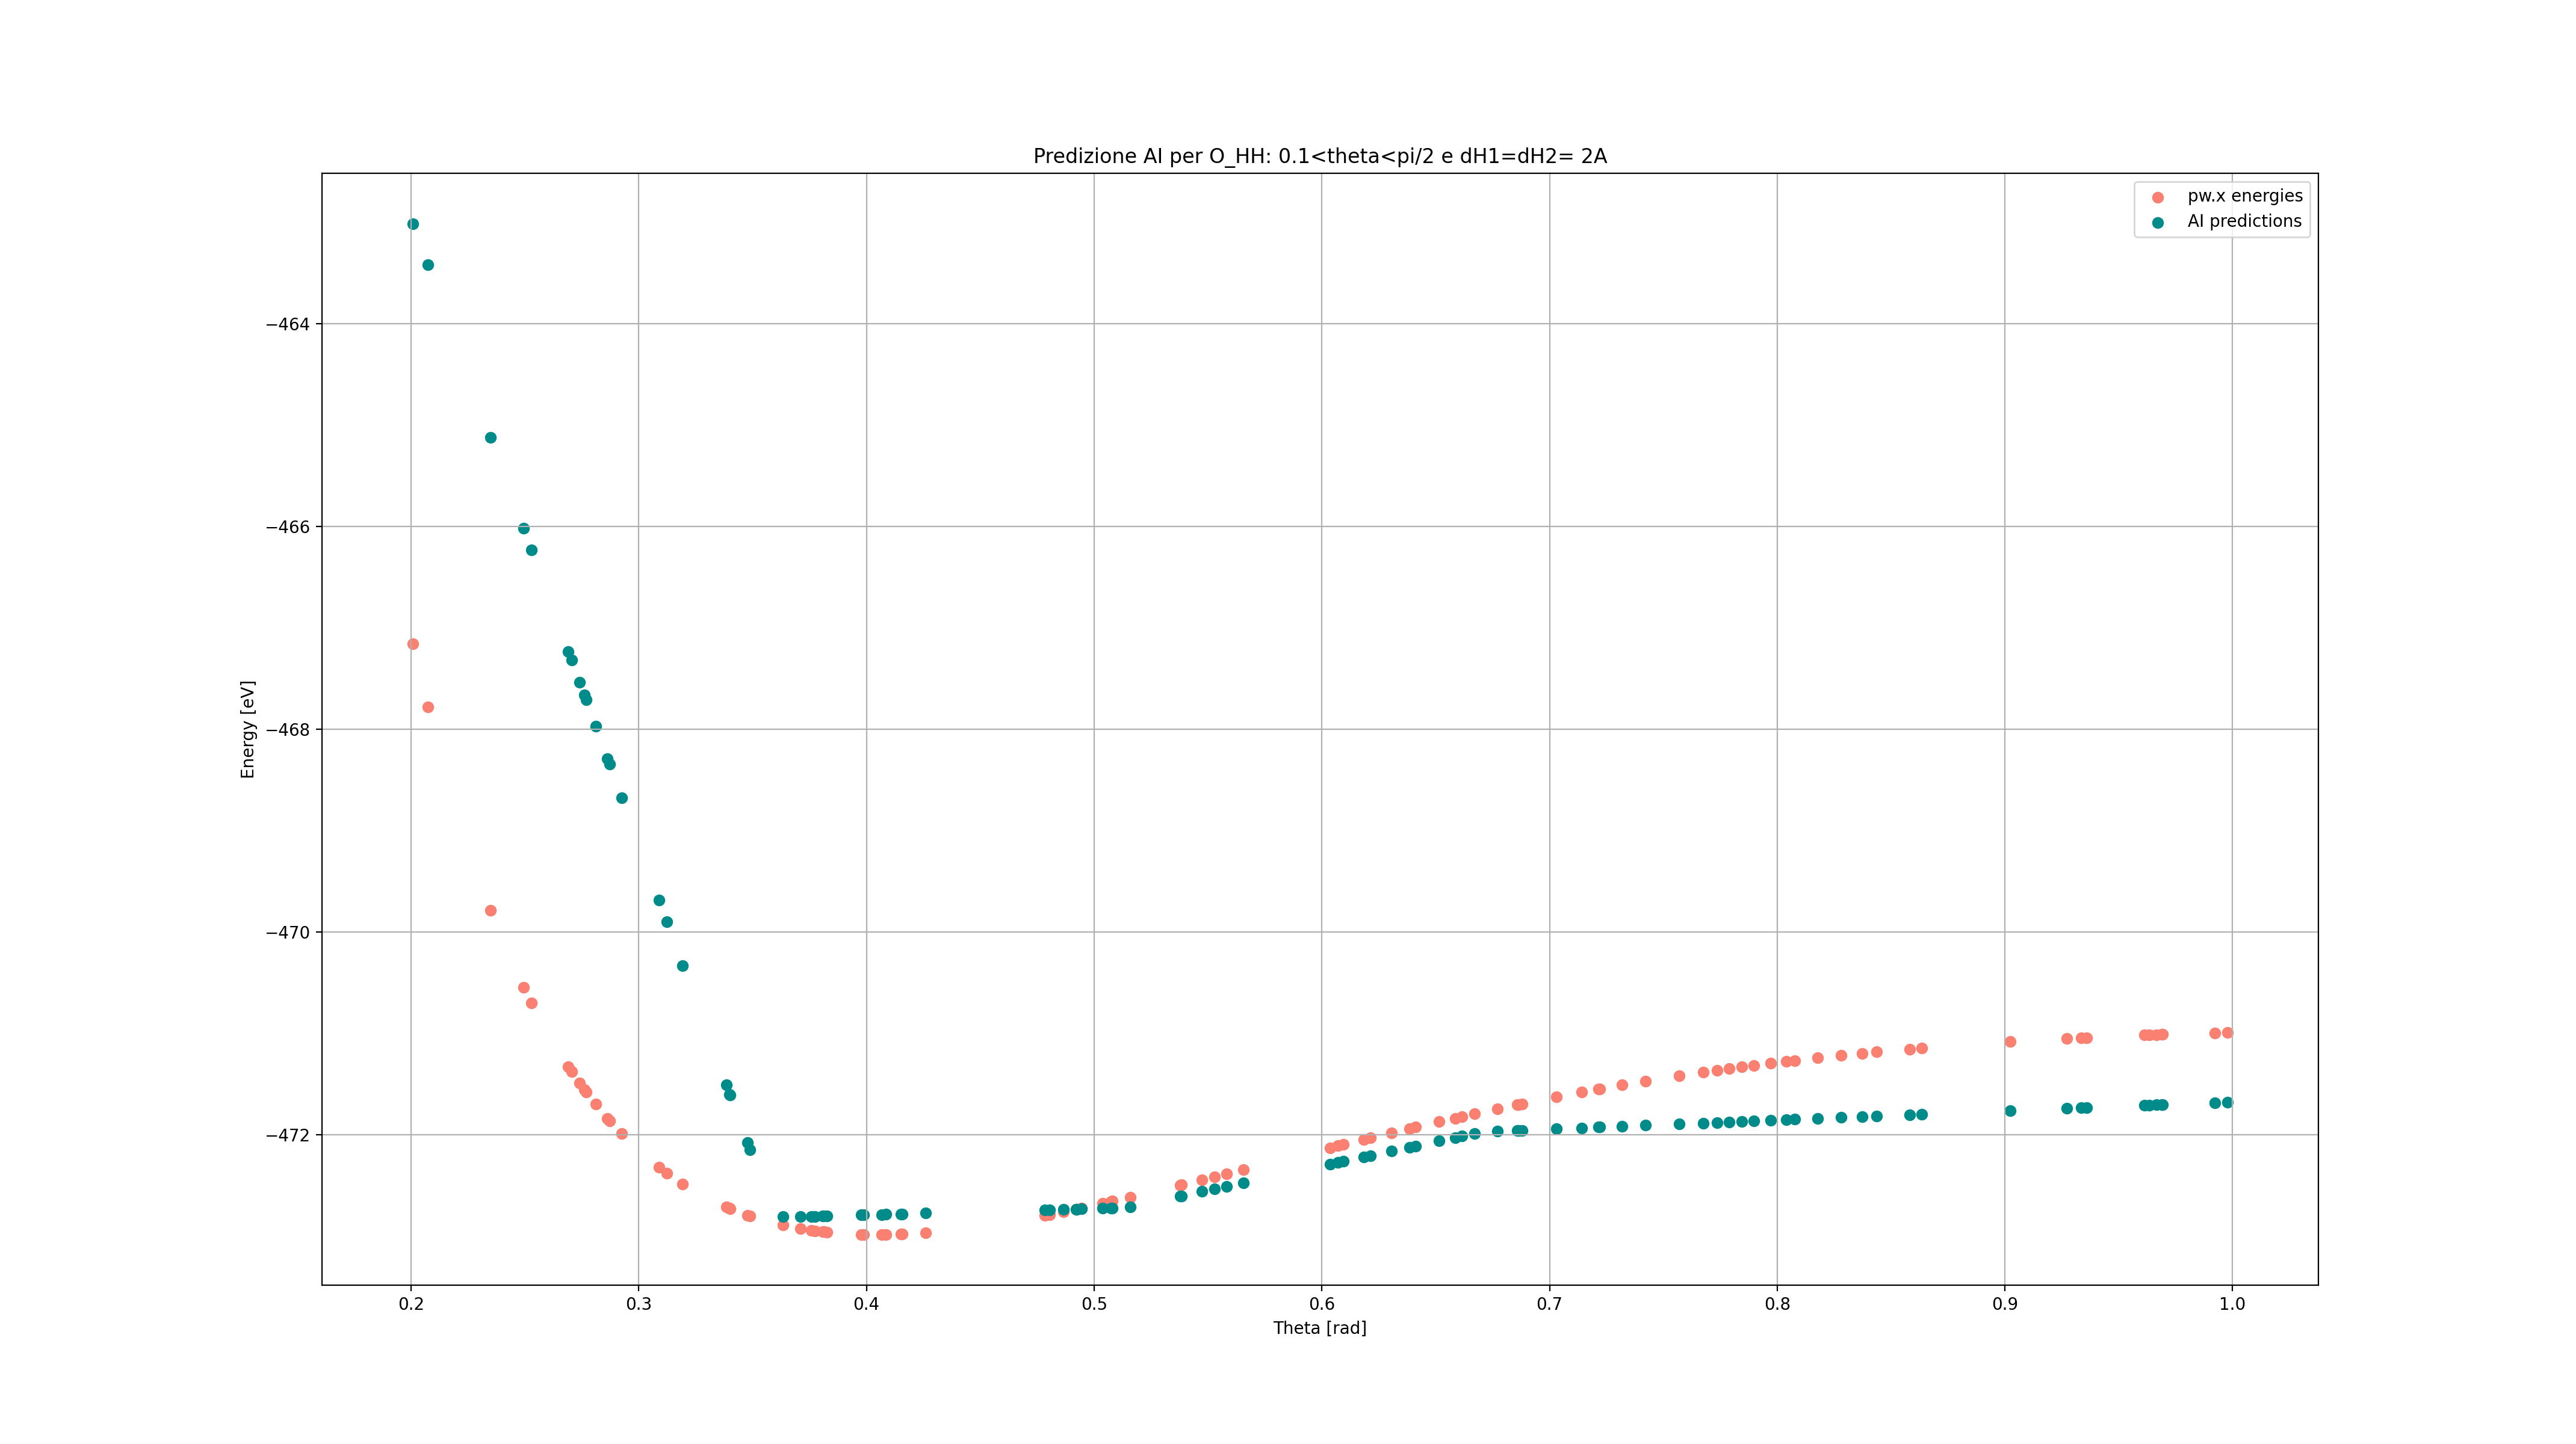 Predizione AI per O_HH: 0.1<theta<pi/2 e dH1=dH2= 2A
pw.x energies
AI predictions
−464
−466
−468
−470
−472
Energy [eV]
0.2 0.3 0.4 0.5 0.6 0.7 0.8 0.9 1.0
Theta [rad]